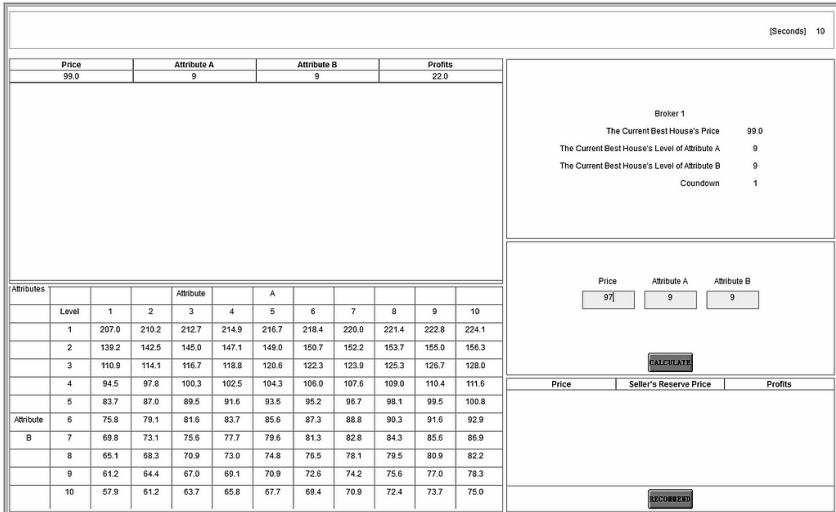 [Seconds] 10
Price Attribute A Attribute B Profits
99.0 9 9 22.0
Broker 1
The Current Best House's Price 99.0
The Current Best House's Level of Attribute A 9
The Current Best House's Level of Attribute B 9
Coundown 1
Price Attribute A Attribute B
97 9 9
CALCULATE
Price Seller's Reserve Price Profits
RECOMMEND
Attributes Attribute A
Level 1 2 3 4 5 6 7 8 9 10
1 207.0 210.2 212.7 214.9 216.7 218.4 220.0 221.4 222.8 224.1
2 139.2 142.5 145.0 147.1 149.0 150.7 152.2 153.7 155.0 156.3
3 110.9 114.1 116.7 118.8 120.6 122.3 123.9 125.3 126.7 128.0
4 94.5 97.8 100.3 102.5 104.3 106.0 107.6 109.0 110.4 111.6
5 83.7 87.0 89.5 91.6 93.5 95.2 96.7 98.1 99.5 100.8
Attribute 6 75.8 79.1 81.6 83.7 85.6 87.3 88.8 90.3 91.6 92.9
B 7 69.8 73.1 75.6 77.7 79.6 81.3 82.8 84.3 85.6 86.9
8 65.1 68.3 70.9 73.0 74.8 76.5 78.1 79.5 80.9 82.2
9 61.2 64.4 67.0 69.1 70.9 72.6 74.2 75.6 77.0 78.3
10 57.9 61.2 63.7 65.8 67.7 69.4 70.9 72.4 73.7 75.0